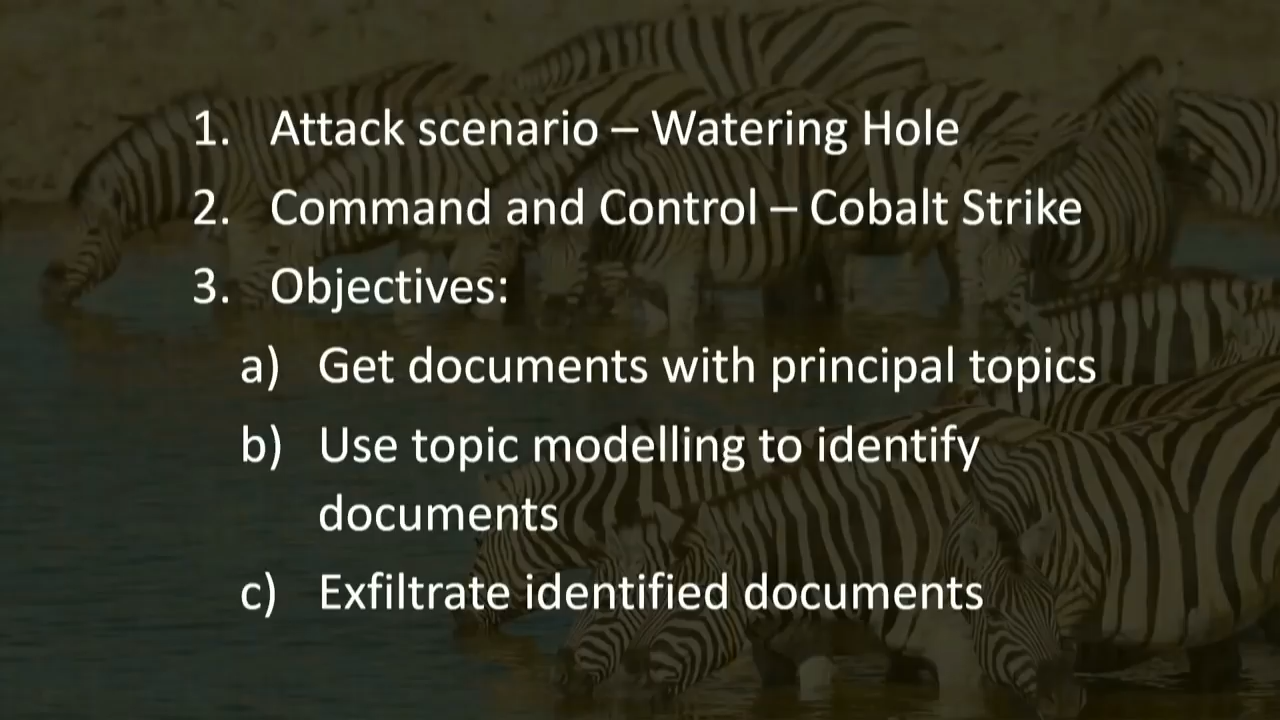 1. Attack scenario – Watering Hole
2. Command and Control – Cobalt Strike
3. Objectives:
a) Get documents with principal topics
b) Use topic modelling to identify
documents
c) Exfiltrate identified documents